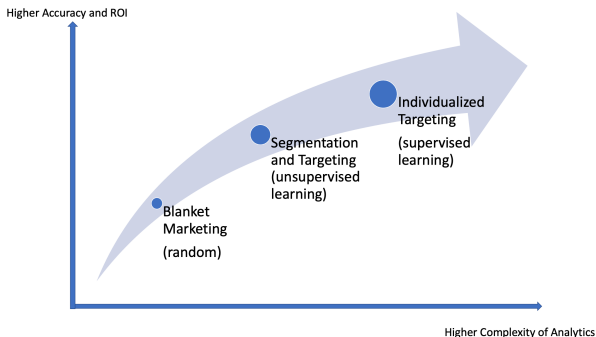 Higher Accuracy and ROI
Individualized
Targeting
(supervised
learning)
Segmentation
and Targeting
(unsupervised
learning)
Blanket
Marketing
(random)
Higher Complexity of Analytics